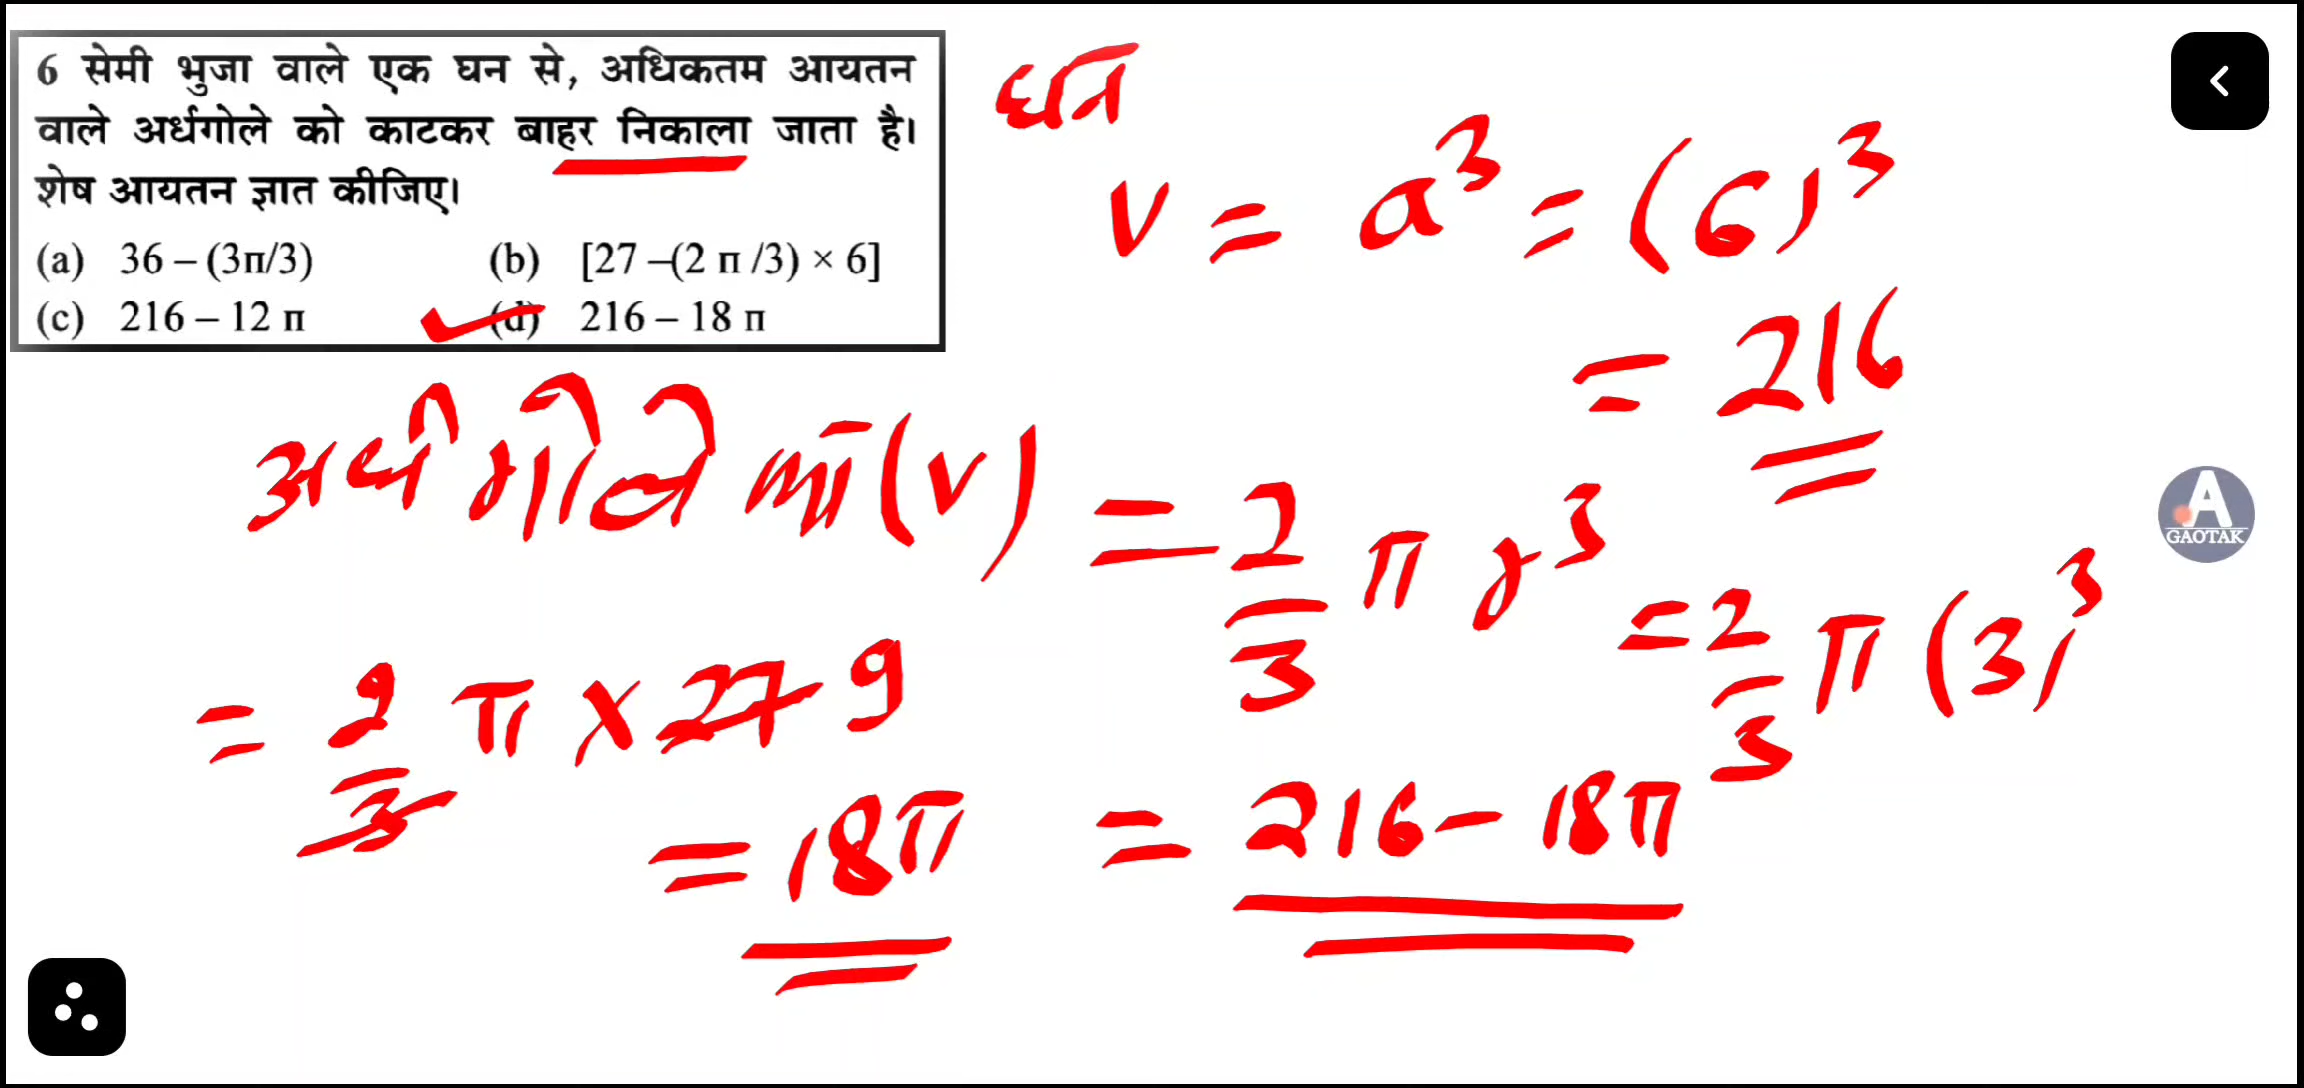 6 सेमी भुजा वाले एक घन से, अधिकतम आयतन
वाले अर्धगोले को काटकर बाहर निकाला जाता है।
शेष आयतन ज्ञात कीजिए।
(a) 36 – (3π/3) (b) [27 –(2 π /3) × 6]
(c) 216 – 12 π (d) 216 – 18 π
घन
V = a³ = (6)³
= 216
अर्धगोले का (V) = 2/3 π r³ = 2/3 π (3)³
= 2/3 π × 27 9
= 18π = 216 - 18π
A
GAOTAK